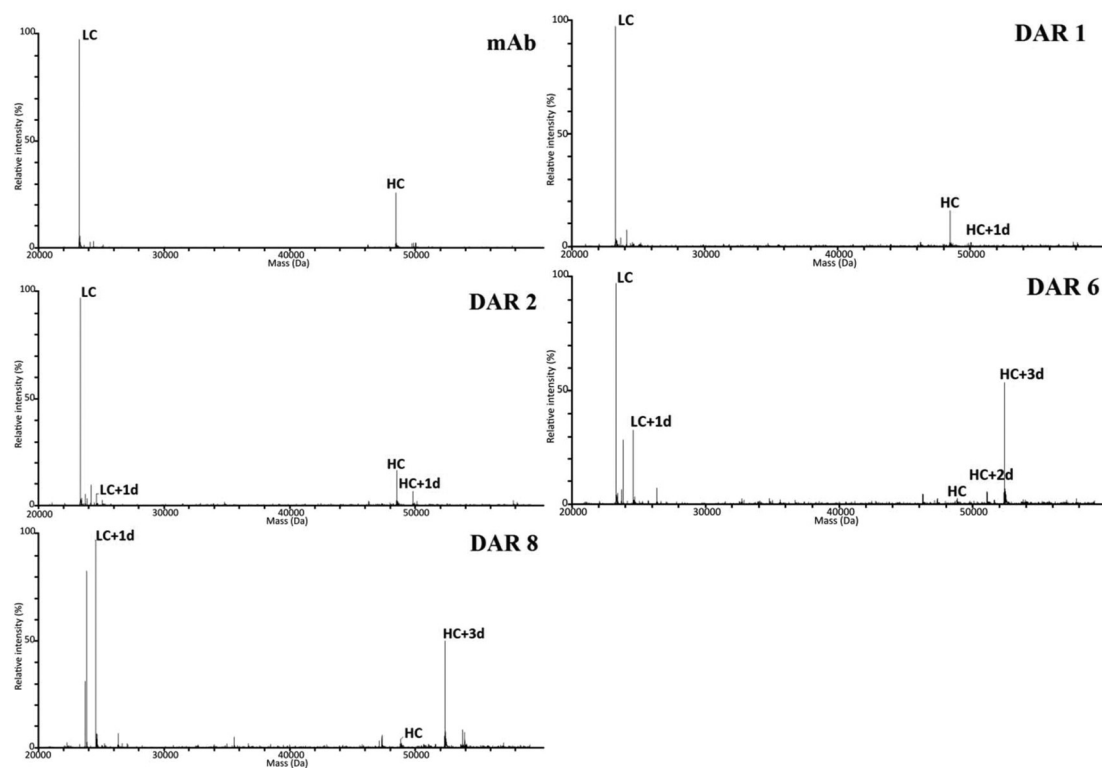 mAb
LC
HC
Relative intensity (%)
100
50
0
20000 30000 40000 50000
Mass (Da)
DAR 1
LC
HC
HC+1d
Relative intensity (%)
100
50
0
20000 30000 40000 50000
Mass (Da)
DAR 2
LC
LC+1d
HC
HC+1d
Relative intensity (%)
100
50
0
20000 30000 40000 50000
Mass (Da)
DAR 6
LC
LC+1d
HC
HC+2d
HC+3d
Relative intensity (%)
100
50
0
20000 30000 40000 50000
Mass (Da)
DAR 8
LC+1d
HC
HC+3d
Relative intensity (%)
100
50
0
20000 30000 40000 50000
Mass (Da)